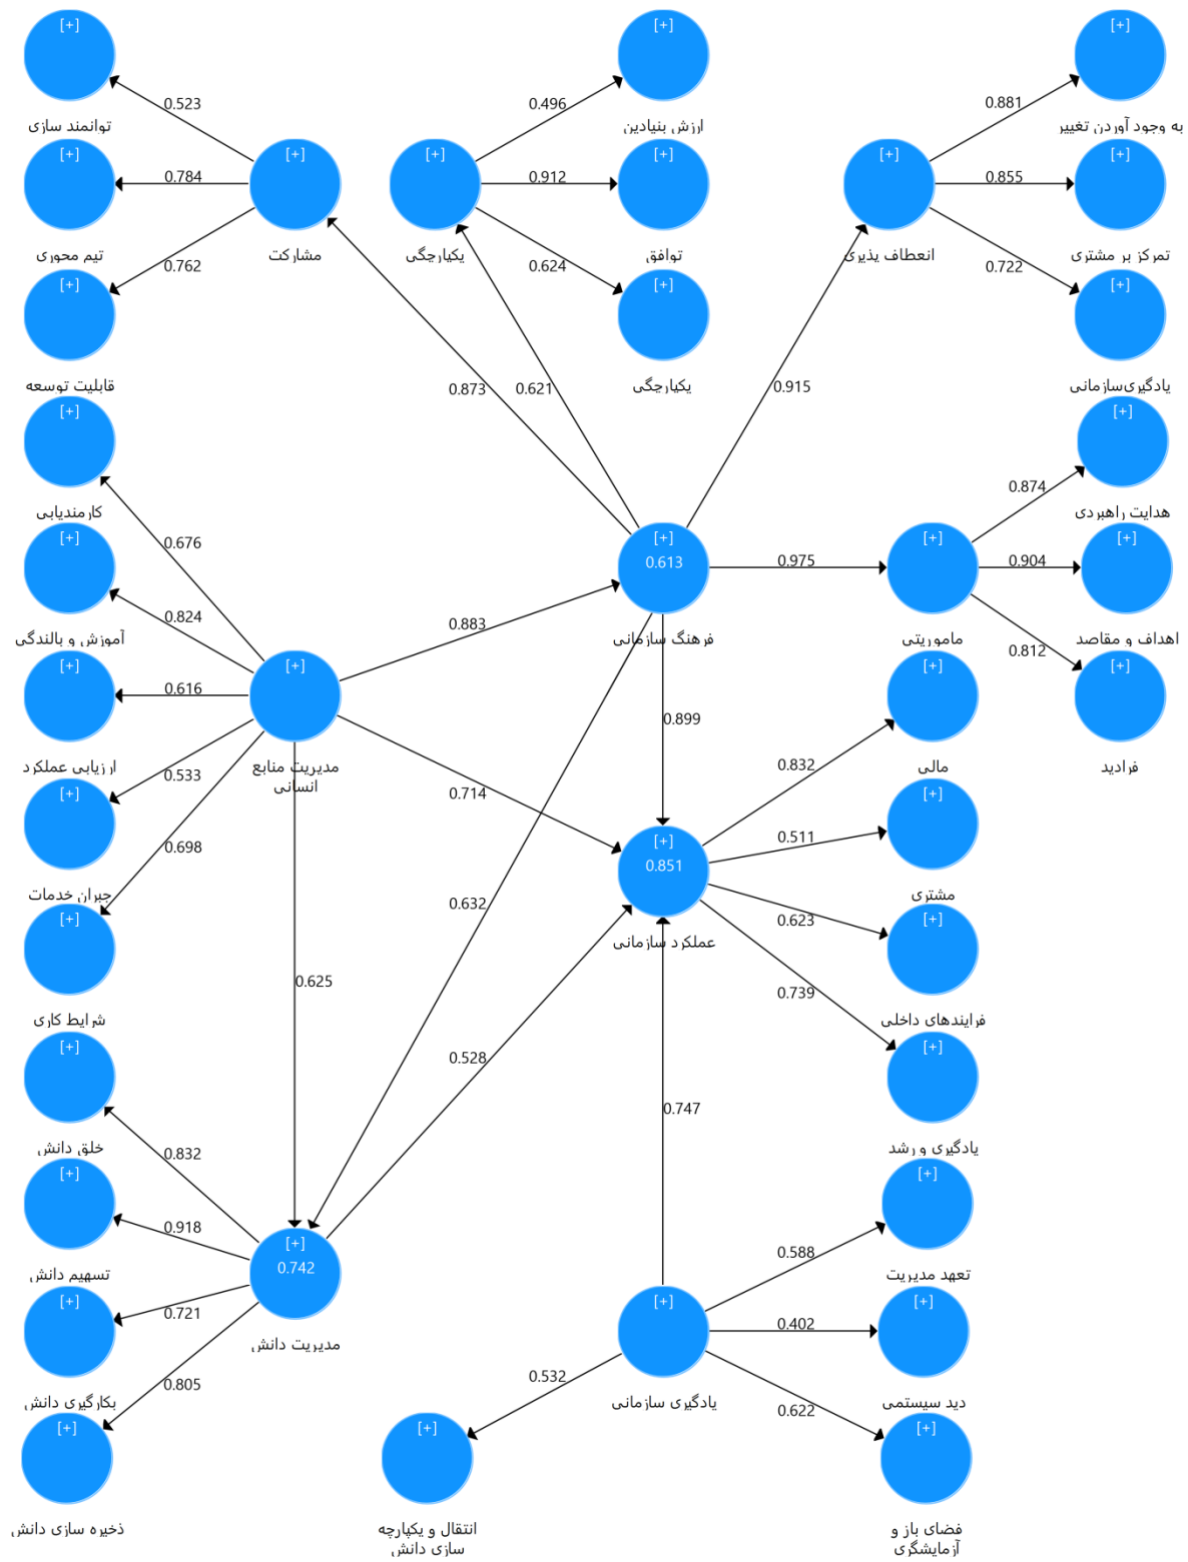 [+]
[+]
[+]
0.523
0.496
0.881
توانمند سازی
ارزش بنیادین
به وجود آوردن تغییر
[+]
[+]
[+]
[+]
[+]
[+]
0.784
0.912
0.855
تیم محوری
مشارکت
یکپارچگی
توافق
انعطاف پذیری
تمرکز بر مشتری
0.762
0.624
0.722
[+]
[+]
[+]
قابلیت توسعه
یکپارچگی
یادگیری‌سازمانی
0.873
0.621
0.915
[+]
[+]
0.874
کارمندیابی
هدایت راهبردی
0.676
[+]
[+]
0.613
[+]
[+]
0.975
0.904
0.824
0.883
آموزش و بالندگی
فرهنگ سازمانی
ماموریتی
اهداف و مقاصد
0.812
[+]
[+]
[+]
[+]
0.616
0.899
ارزیابی عملکرد
مدیریت منابع
انسانی
مالی
فرادید
0.533
0.714
0.832
[+]
[+]
0.698
[+]
0.851
0.511
جبران خدمات
مشتری
0.632
[+]
0.623
[+]
عملکرد سازمانی
0.625
0.739
شرایط کاری
فرایندهای داخلی
[+]
[+]
0.528
0.747
خلق دانش
یادگیری و رشد
0.832
[+]
[+]
0.918
[+]
0.742
0.588
تسهیم دانش
تعهد مدیریت
[+]
[+]
[+]
0.721
0.402
مدیریت دانش
0.805
0.532
بکارگیری دانش
یادگیری سازمانی
دید سیستمی
0.622
[+]
[+]
[+]
ذخیره سازی دانش
انتقال و یکپارچه
سازی دانش
فضای باز و
آزمایشگری